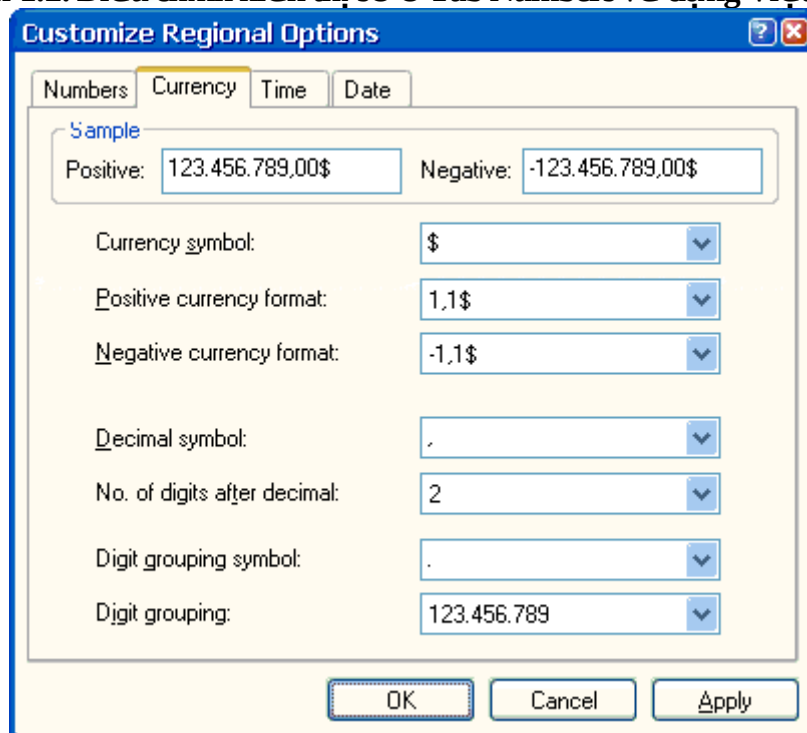 Customize Regional Options
Numbers Currency Time Date
Sample
Positive: 123.456.789,00$ Negative: -123.456.789,00$
Currency symbol: $
Positive currency format: 1,1$
Negative currency format: -1,1$
Decimal symbol: ,
No. of digits after decimal: 2
Digit grouping symbol: .
Digit grouping: 123.456.789
OK Cancel Apply